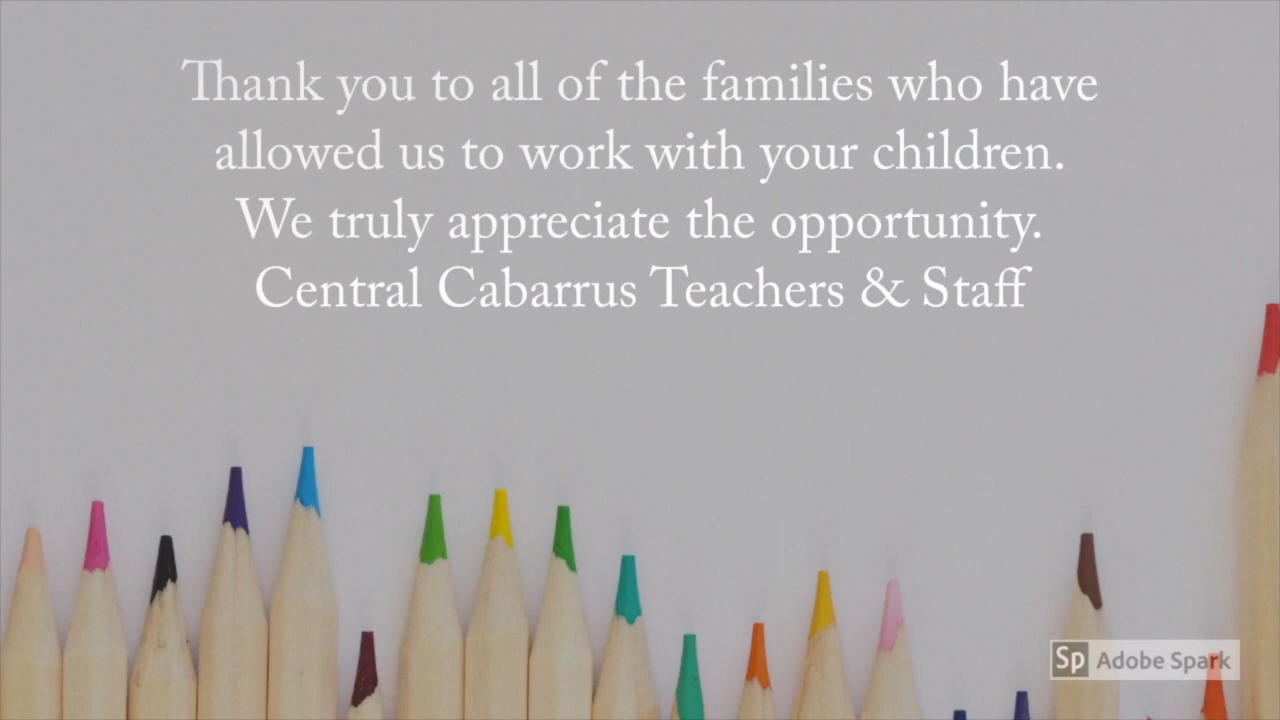 Thank you to all of the families who have
allowed us to work with your children.
We truly appreciate the opportunity.
Central Cabarrus Teachers & Staff
Sp Adobe Spark